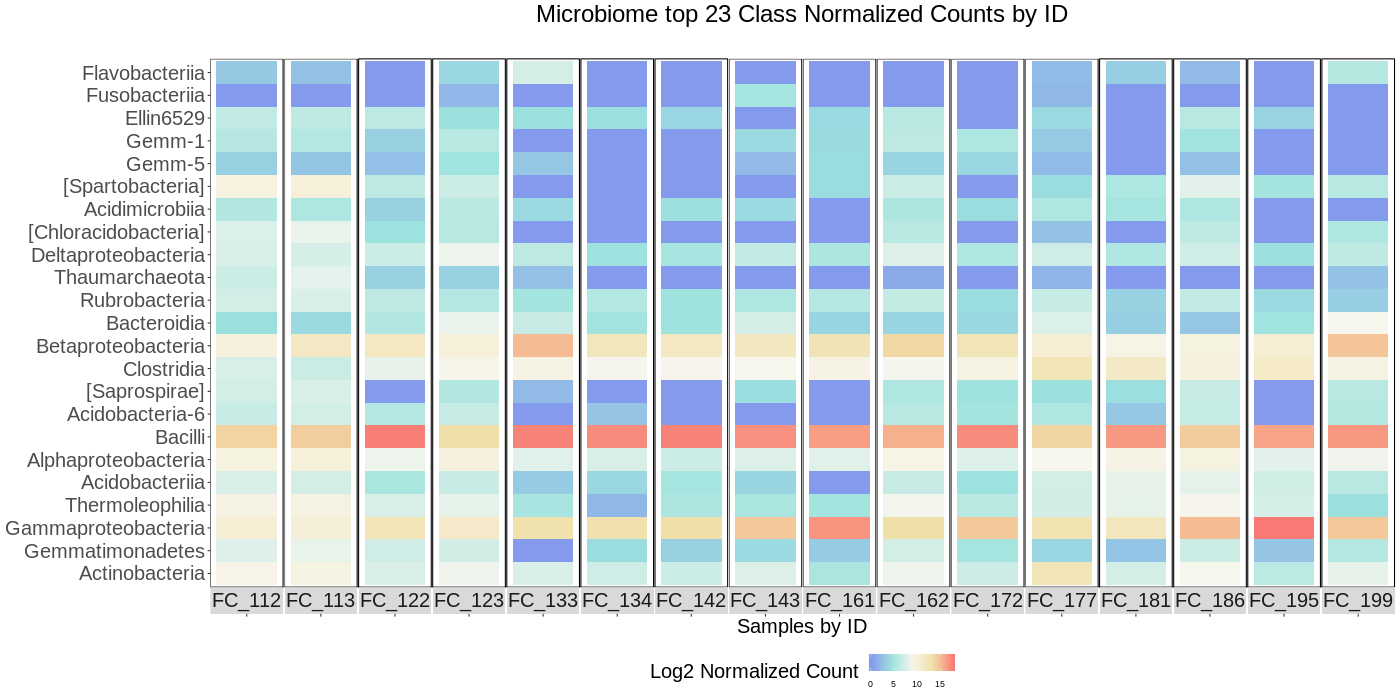 Microbiome top 23 Class Normalized Counts by ID
Flavobacteriia
Fusobacteriia
Ellin6529
Gemm-1
Gemm-5
[Spartobacteria]
Acidimicrobiia
[Chloracidobacteria]
Deltaproteobacteria
Thaumarchaeota
Rubrobacteria
Bacteroidia
Betaproteobacteria
Clostridia
[Saprospirae]
Acidobacteria-6
Bacilli
Alphaproteobacteria
Acidobacteriia
Thermoleophilia
Gammaproteobacteria
Gemmatimonadetes
Actinobacteria
FC_112 FC_113 FC_122 FC_123 FC_133 FC_134 FC_142 FC_143 FC_161 FC_162 FC_172 FC_177 FC_181 FC_186 FC_195 FC_199
Samples by ID
Log2 Normalized Count
0 5 10 15